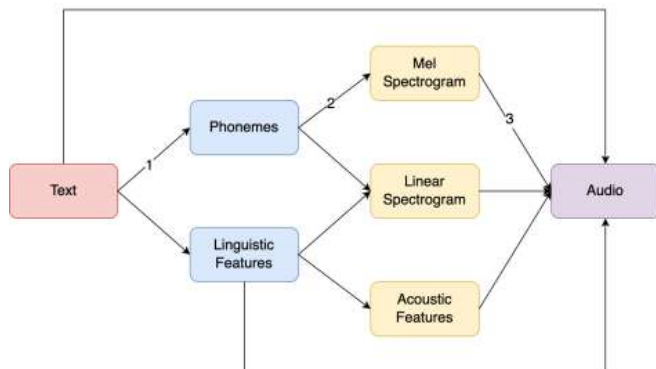 Mel
Spectrogram
2
3
Phonemes
1
Text
Linear
Spectrogram
Audio
Linguistic
Features
Acoustic
Features